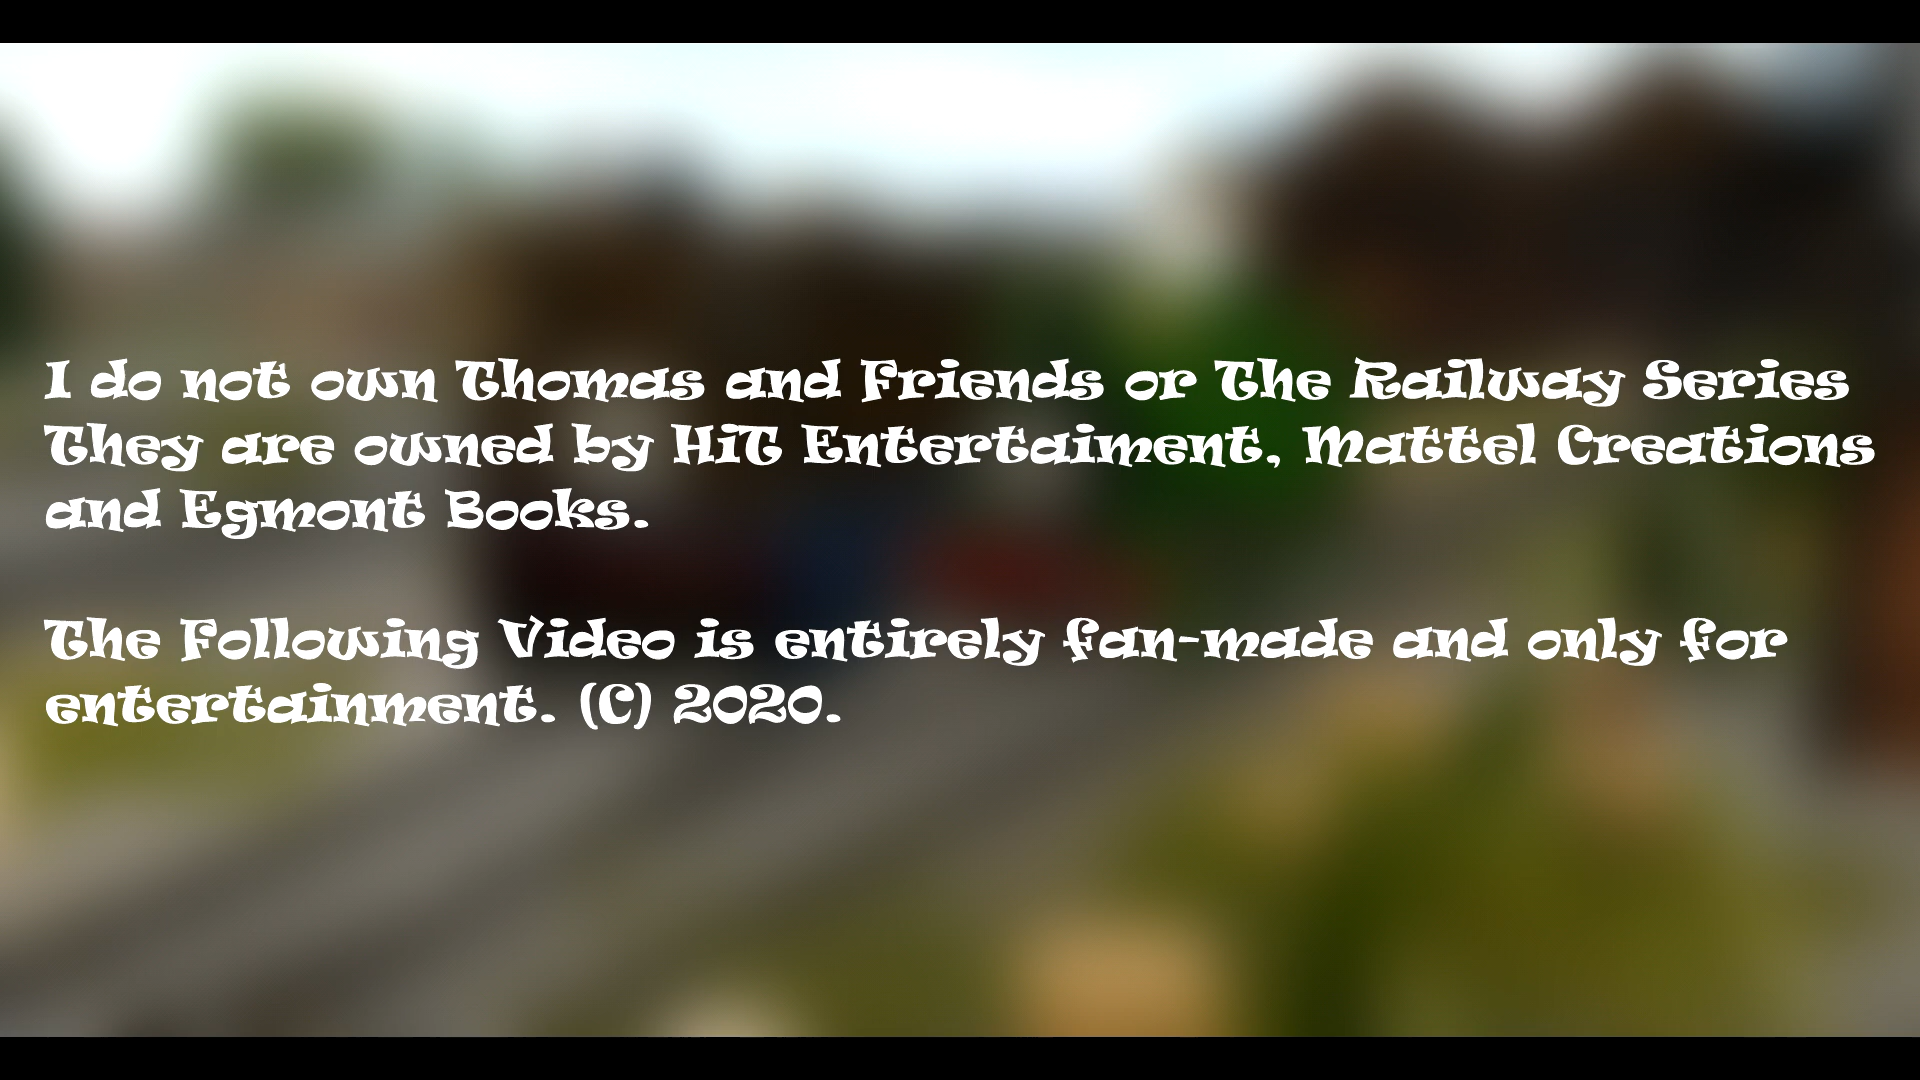 I do not own Thomas and Friends or The Railway Series
They are owned by HiT Entertaiment, Mattel Creations
and Egmont Books.
The Following Video is entirely fan-made and only for
entertainment. (C) 2020.